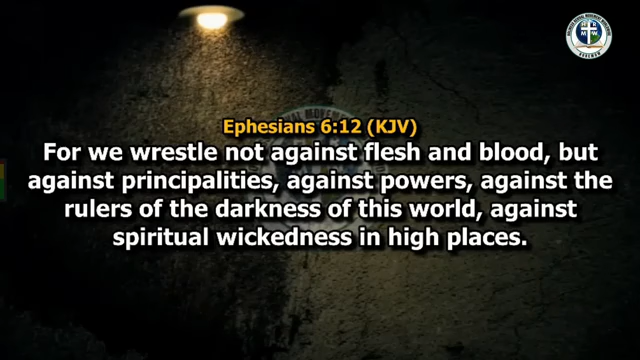 Ephesians 6:12 (KJV)
For we wrestle not against flesh and blood, but
against principalities, against powers, against the
rulers of the darkness of this world, against
spiritual wickedness in high places.